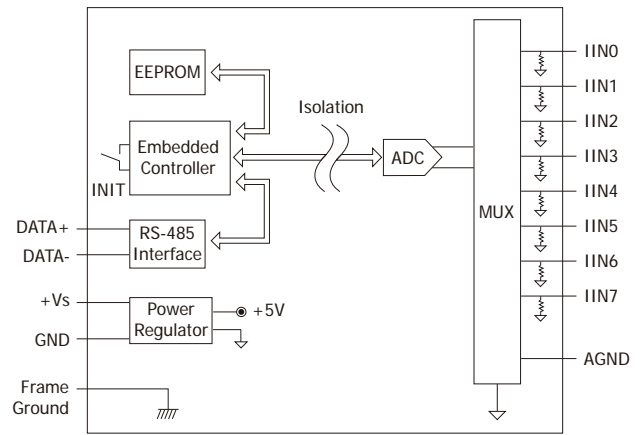 EEPROM
Isolation
Embedded
Controller
INIT
ADC
MUX
DATA+
DATA-
RS-485
Interface
+Vs
GND
Power
Regulator
+5V
Frame
Ground
IIN0
IIN1
IIN2
IIN3
IIN4
IIN5
IIN6
IIN7
AGND